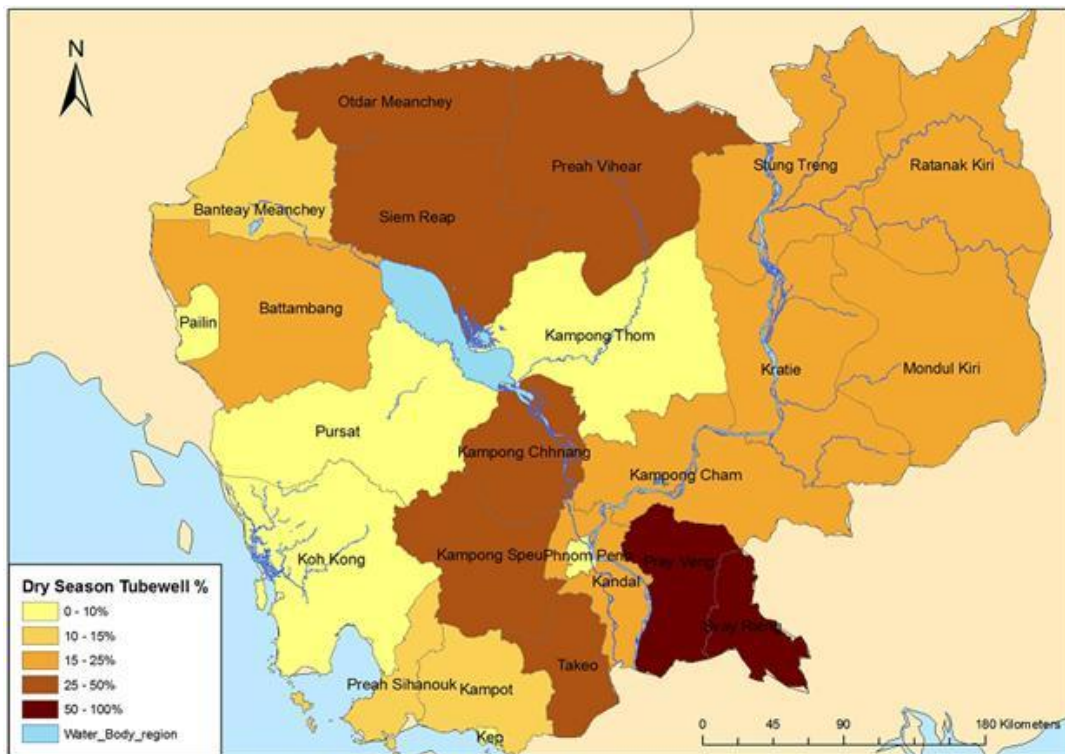 N
Otdar Meanchey
Preah Vihear
Stung Treng
Ratanak Kiri
Banteay Meanchey
Siem Reap
Battambang
Pailin
Kampong Thom
Kratie
Mondul Kiri
Pursat
Kampong Chhnang
Kampong Cham
Koh Kong
Kampong Speu
Phnom Penh
Prey Veng
Kandal
Svay Rieng
Takeo
Preah Sihanouk
Kampot
Kep
Dry Season Tubewell %
0 - 10%
10 - 15%
15 - 25%
25 - 50%
50 - 100%
Water_Body_region
0 45 90 180 Kilometers